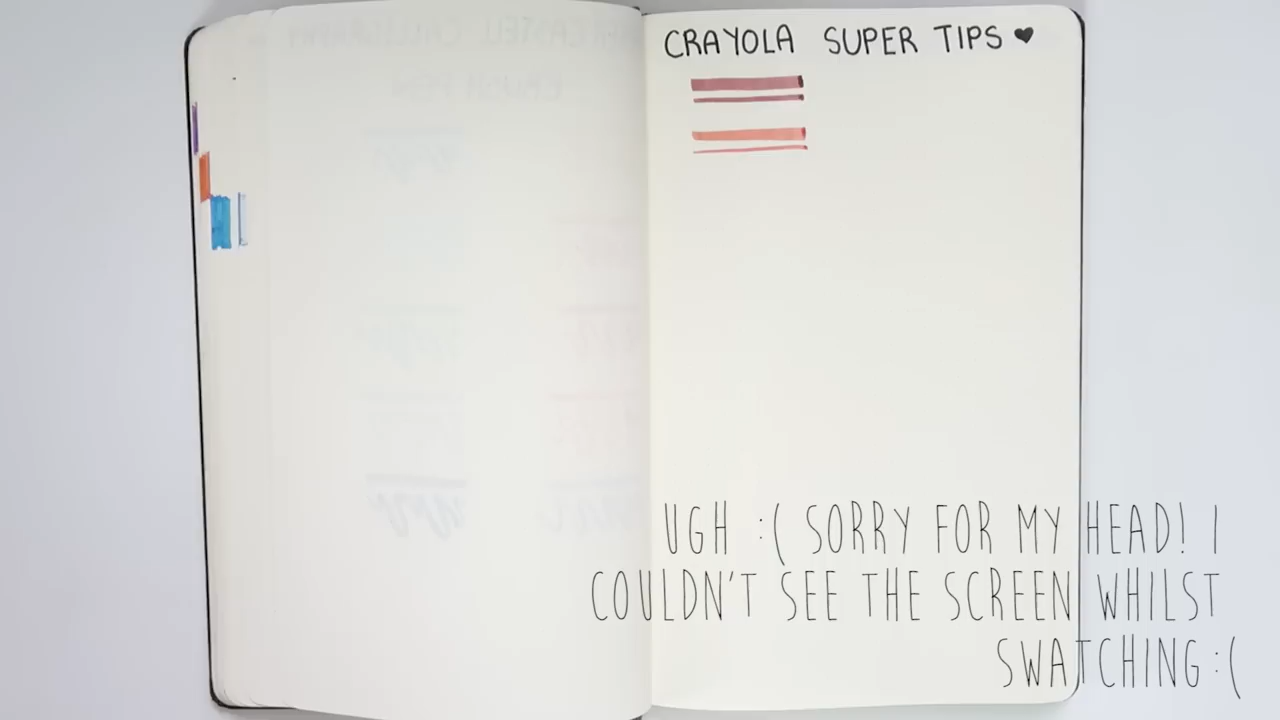 CRAYOLA SUPER TIPS ♥
UGH :( SORRY FOR MY HEAD! I
COULDN'T SEE THE SCREEN WHILST
SWATCHING :(